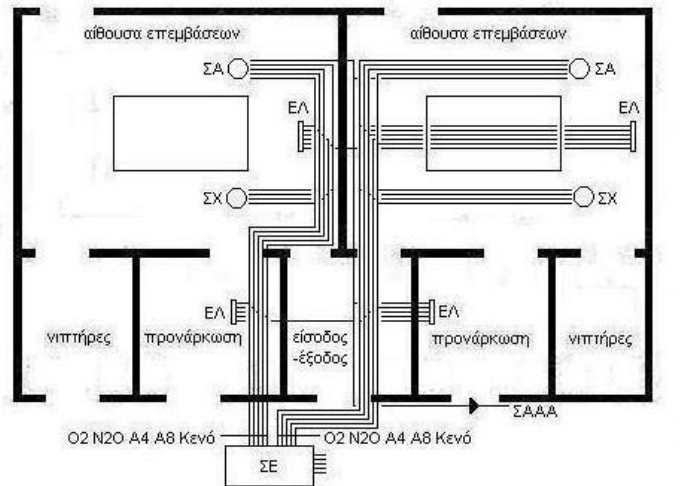 αίθουσα επεμβάσεων αίθουσα επεμβάσεων
ΣΑ ΣΑ
ΕΛ ΕΛ
ΣΧ ΣΧ
ΕΛ ΕΛ
νιπτήρες προνάρκωση είσοδος -έξοδος προνάρκωση νιπτήρες
ΣΑΑΑ
O2 N2O A4 A8 Κενό O2 N2O A4 A8 Κενό
ΣΕ